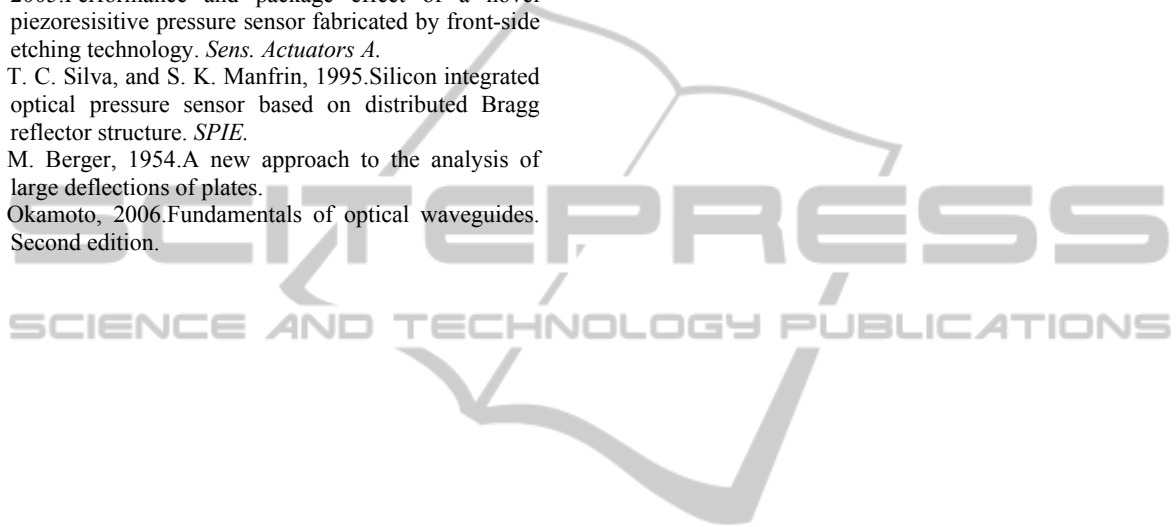 piezoresisitive pressure sensor fabricated by front-side
etching technology. Sens. Actuators A.
T. C. Silva, and S. K. Manfrin, 1995.Silicon integrated
optical pressure sensor based on distributed Bragg
reflector structure. SPIE.
M. Berger, 1954.A new approach to the analysis of
large deflections of plates.
Okamoto, 2006.Fundamentals of optical waveguides.
Second edition.
SCITEPRESS
SCIENCE AND TECHNOLOGY PUBLICATIONS